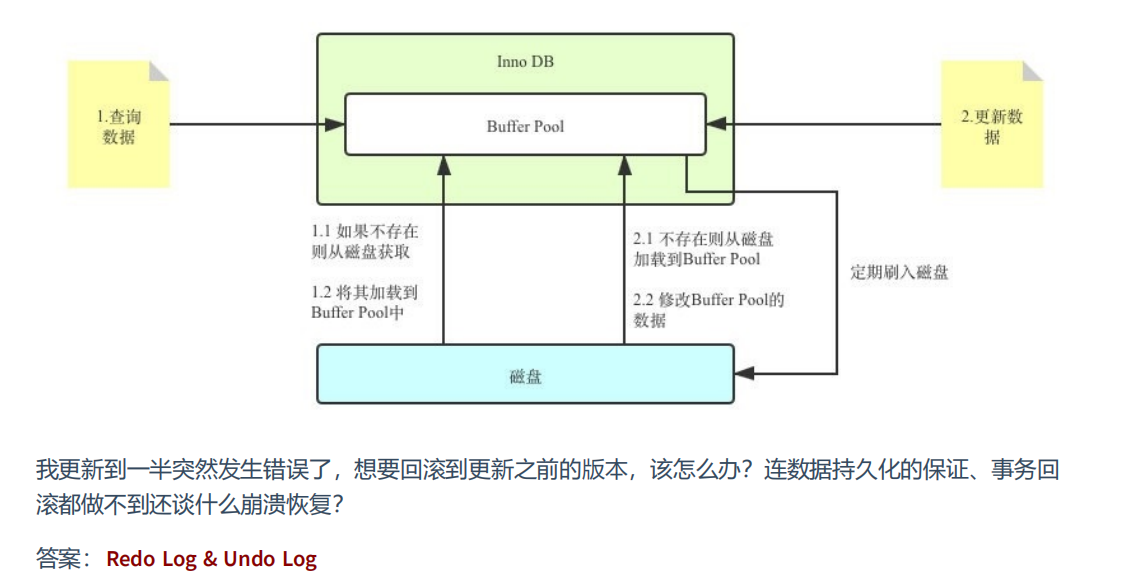 Inno DB
1.查询
数据
Buffer Pool
2.更新数
据
1.1 如果不存在
则从磁盘获取
1.2 将其加载到
Buffer Pool中
2.1 不存在则从磁盘
加载到Buffer Pool
2.2 修改Buffer Pool的
数据
定期刷入磁盘
磁盘
我更新到一半突然发生错误了，想要回滚到更新之前的版本，该怎么办？连数据持久化的保证、事务回
滚都做不到还谈什么崩溃恢复？
答案：Redo Log & Undo Log